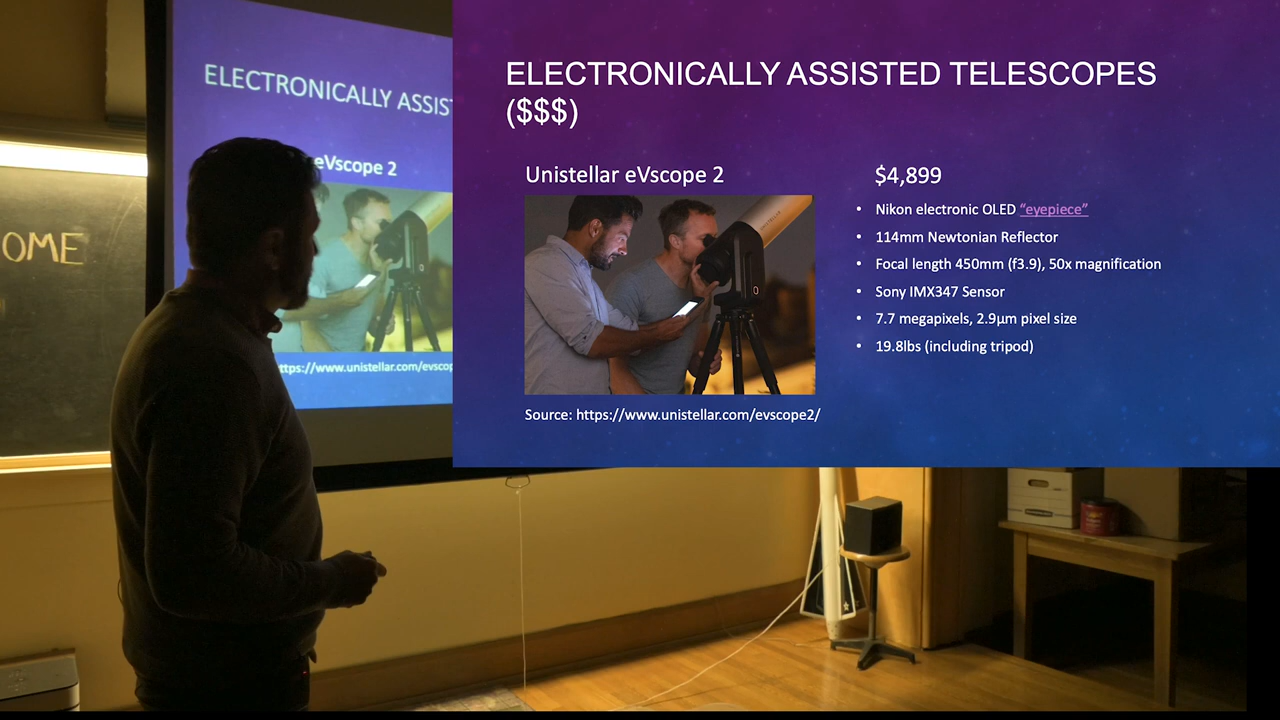 ELECTRONICALLY ASSIST
eVscope 2
ttps://www.unistellar.com/evscop
OME
ELECTRONICALLY ASSISTED TELESCOPES
($$$)
Unistellar eVscope 2
Source: https://www.unistellar.com/evscope2/
$4,899
• Nikon electronic OLED “eyepiece”
• 114mm Newtonian Reflector
• Focal length 450mm (f3.9), 50x magnification
• Sony IMX347 Sensor
• 7.7 megapixels, 2.9µm pixel size
• 19.8lbs (including tripod)